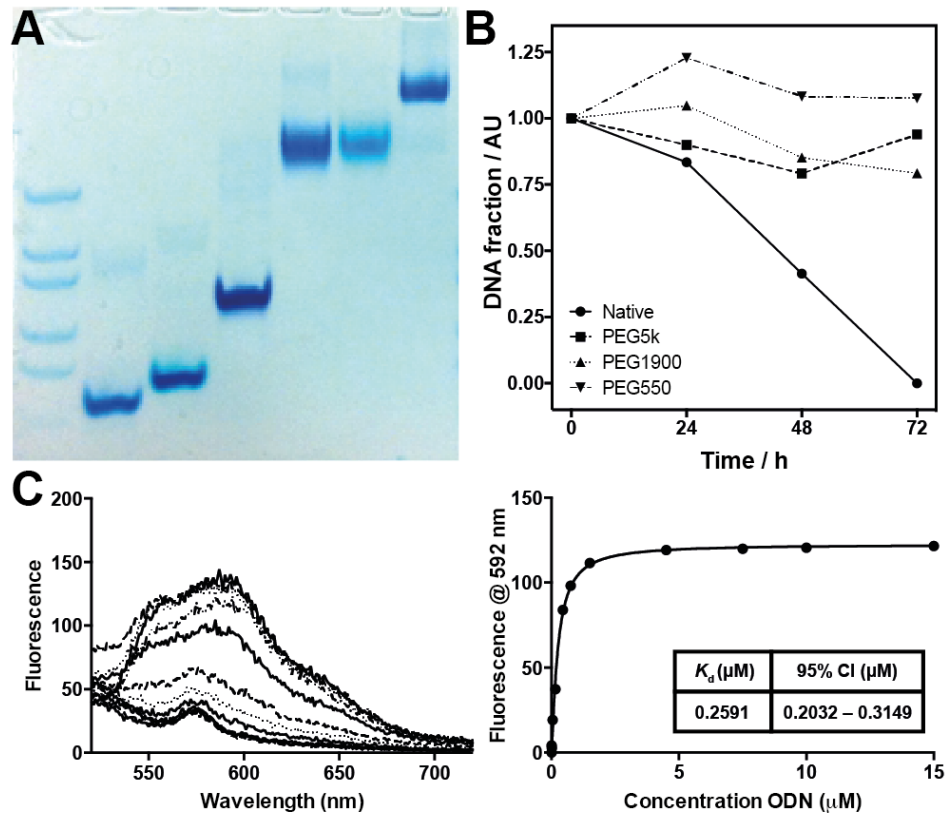 A
B
1.25
1.00
0.75
0.50
0.25
0.00
DNA fraction / AU
Native
PEG5k
PEG1900
PEG550
0 24 48 72
Time / h
C
200
150
100
50
0
Fluorescence
550 600 650 700
Wavelength (nm)
150
100
50
0
Fluorescence @ 592 nm
Kd (μM) 95% CI (μM)
0.2591 0.2032 – 0.3149
0 5 10 15
Concentration ODN (μM)